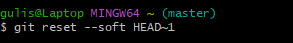 gulis@Laptop MINGW64 ~ (master)
$ git reset --soft HEAD~1